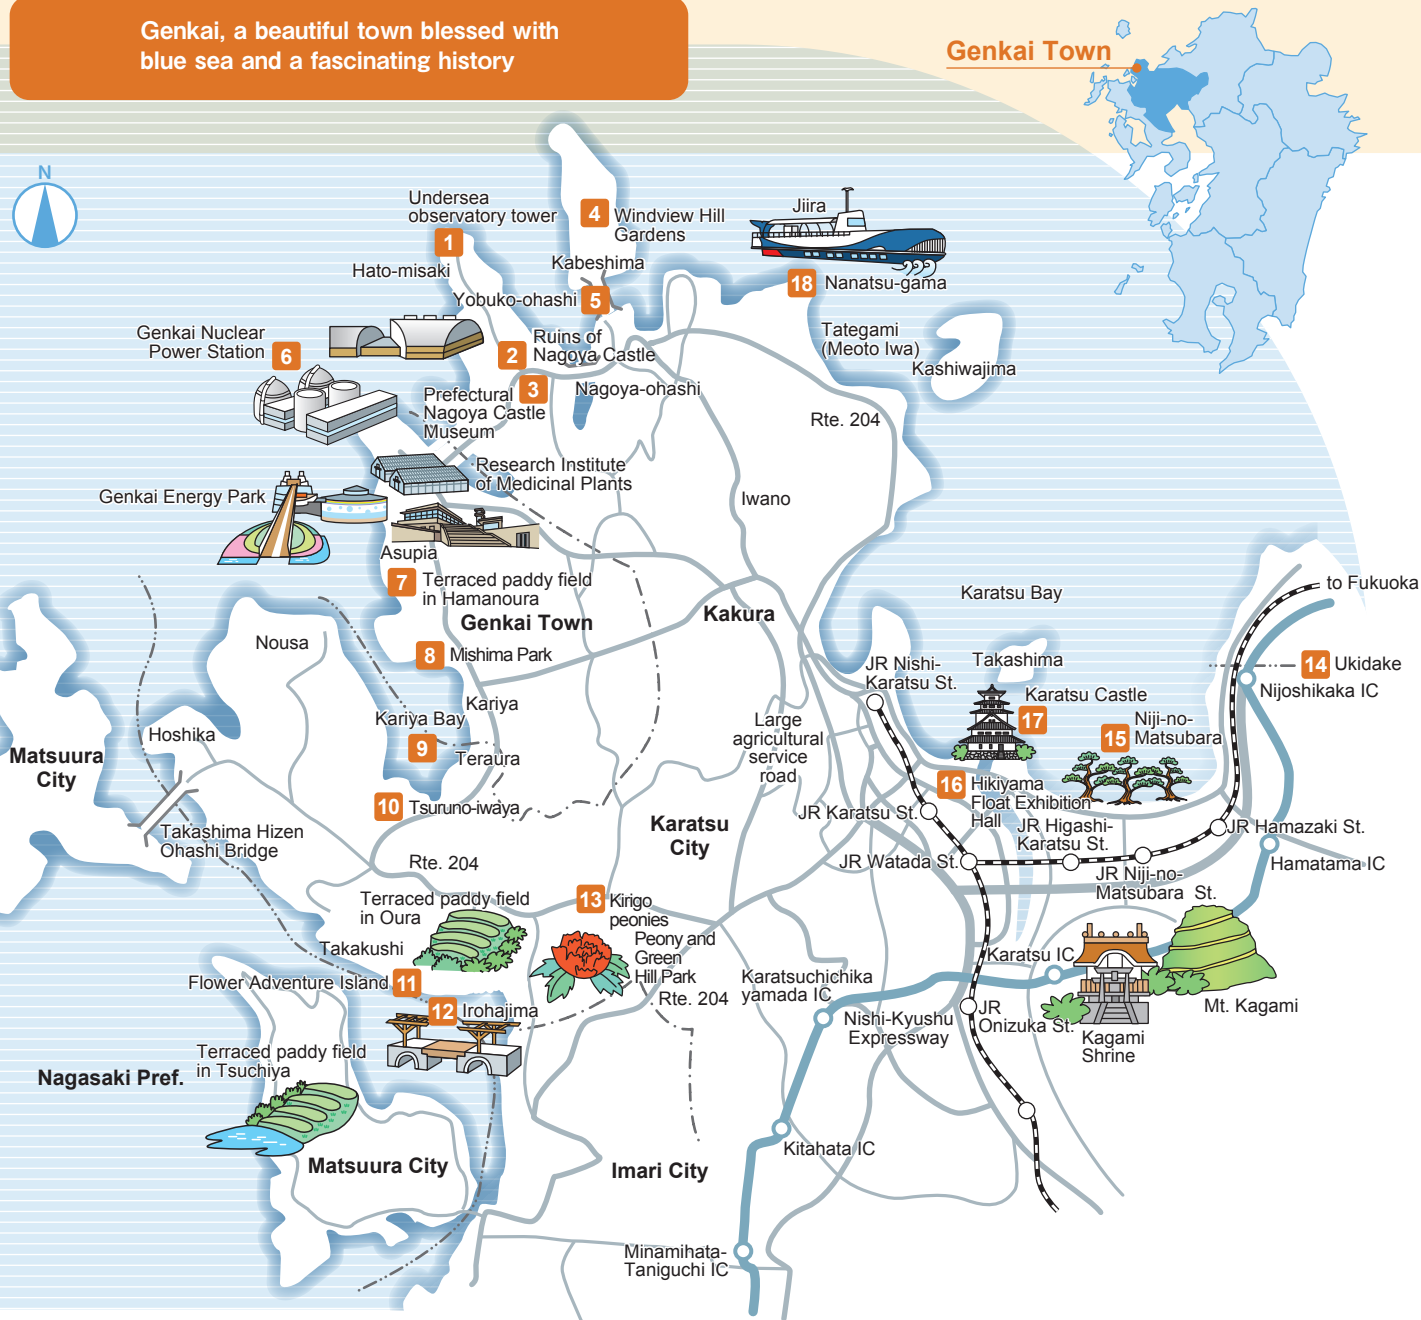 Genkai, a beautiful town blessed with
blue sea and a fascinating history
Genkai Town
N
Undersea
observatory tower
1
Hato-misaki
4
Windview Hill
Gardens
Kabeshima
Yobuko-ohashi
5
Jiira
18
Nanatsu-gama
Tategami
(Meoto Iwa)
Kashiwajima
Genkai Nuclear
Power Station
6
2
Ruins of
Nagoya Castle
3
Prefectural
Nagoya Castle
Museum
Nagoya-ohashi
Rte. 204
Research Institute
of Medicinal Plants
Genkai Energy Park
Iwano
Asupia
7
Terraced paddy field
in Hamanoura
Genkai Town
Kakura
Karatsu Bay
to Fukuoka
Nousa
8
Mishima Park
JR Nishi-
Karatsu St.
Takashima
14
Ukidake
Nijoshikaka IC
Kariya
Kariya Bay
9
Teraura
Karatsu Castle
17
15
Niji-no-
Matsubara
Hoshika
Matsuura
City
Large
agricultural
service
road
16
Hikiyama
Float Exhibition
Hall
10
Tsuruno-iwaya
Takashima Hizen
Ohashi Bridge
Karatsu
City
JR Karatsu St.
JR Higashi-
Karatsu St.
JR Hamazaki St.
JR Watada St.
Hamatama IC
JR Niji-no-
Matsubara St.
Rte. 204
Terraced paddy field
in Oura
13
Kirigo
peonies
Peony and
Green
Hill Park
Takakushi
Flower Adventure Island
11
12
Irohajima
Rte. 204
Karatsuchichika
yamada IC
Karatsu IC
Nishi-Kyushu
Expressway
JR
Onizuka St.
Kagami
Shrine
Mt. Kagami
Terraced paddy field
in Tsuchiya
Nagasaki Pref.
Matsuura City
Imari City
Kitahata IC
Minamihata-
Taniguchi IC